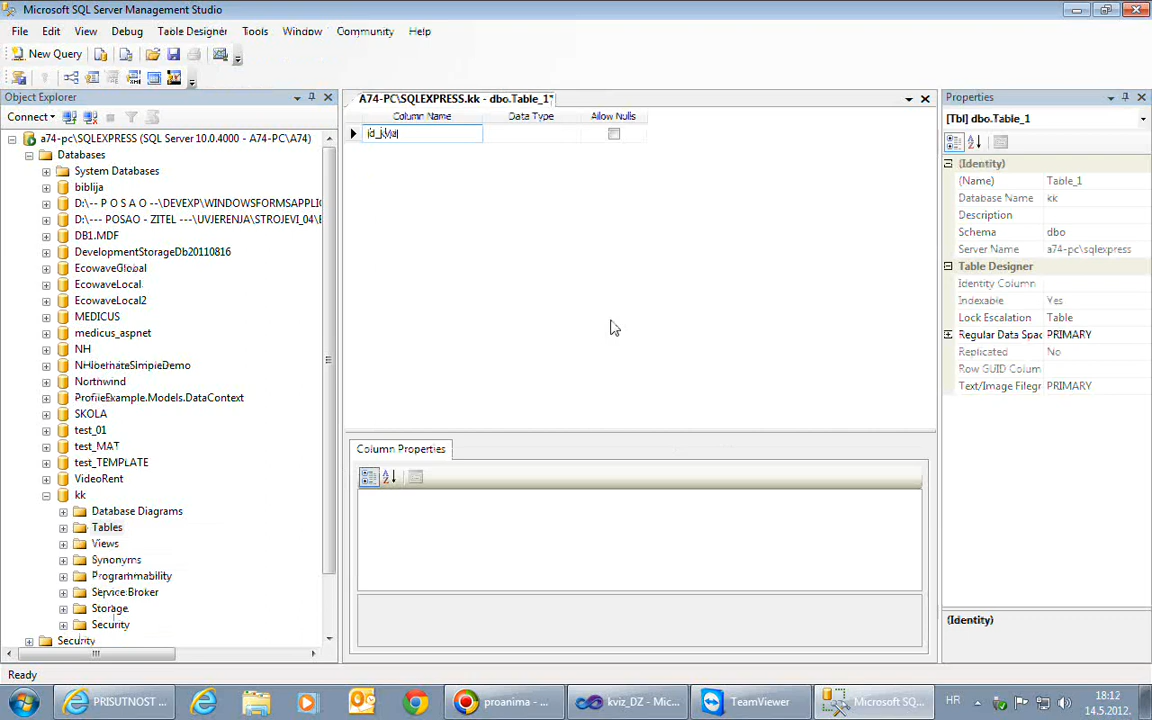 Microsoft SQL Server Management Studio
File Edit View Debug Table Designer Tools Window Community Help
New Query
Object Explorer
A74-PC\SQLEXPRESS.kk - dbo.Table_1*
Properties
Connect
[Tbl] dbo.Table_1
Column Name Data Type Allow Nulls
a74-pc\SQLEXPRESS (SQL Server 10.0.4000 - A74-PC\A74)
Databases
System Databases
biblija
D:\-- P O S A O --\DEVEXP\WINDOWSFORMSAPPLIC
D:\--- POSAO - ZITEL ---\UVJERENJA\STROJEVI_04\
DB1.MDF
DevelopmentStorageDb20110816
EcowaveGlobal
EcowaveLocal
EcowaveLocal2
MEDICUS
medicus_aspnet
NH
NHibernateSimpleDemo
Northwind
ProfileExample.Models.DataContext
SKOLA
test_01
test_MAT
test_TEMPLATE
VideoRent
kk
Database Diagrams
Tables
Views
Synonyms
Programmability
Service Broker
Storage
Security
Security
(Identity)
(Name) Table_1
Database Name kk
Description
Schema dbo
Server Name a74-pc\sqlexpress
Table Designer
Identity Column
Indexable Yes
Lock Escalation Table
Regular Data Spac PRIMARY
Replicated No
Row GUID Colum
Text/Image Filegr PRIMARY
Column Properties
(Identity)
Ready
PRISUTNOST ...
proanima - ...
kviz_DZ - Mic...
TeamViewer
Microsoft SQ...
HR
18:12
14.5.2012.